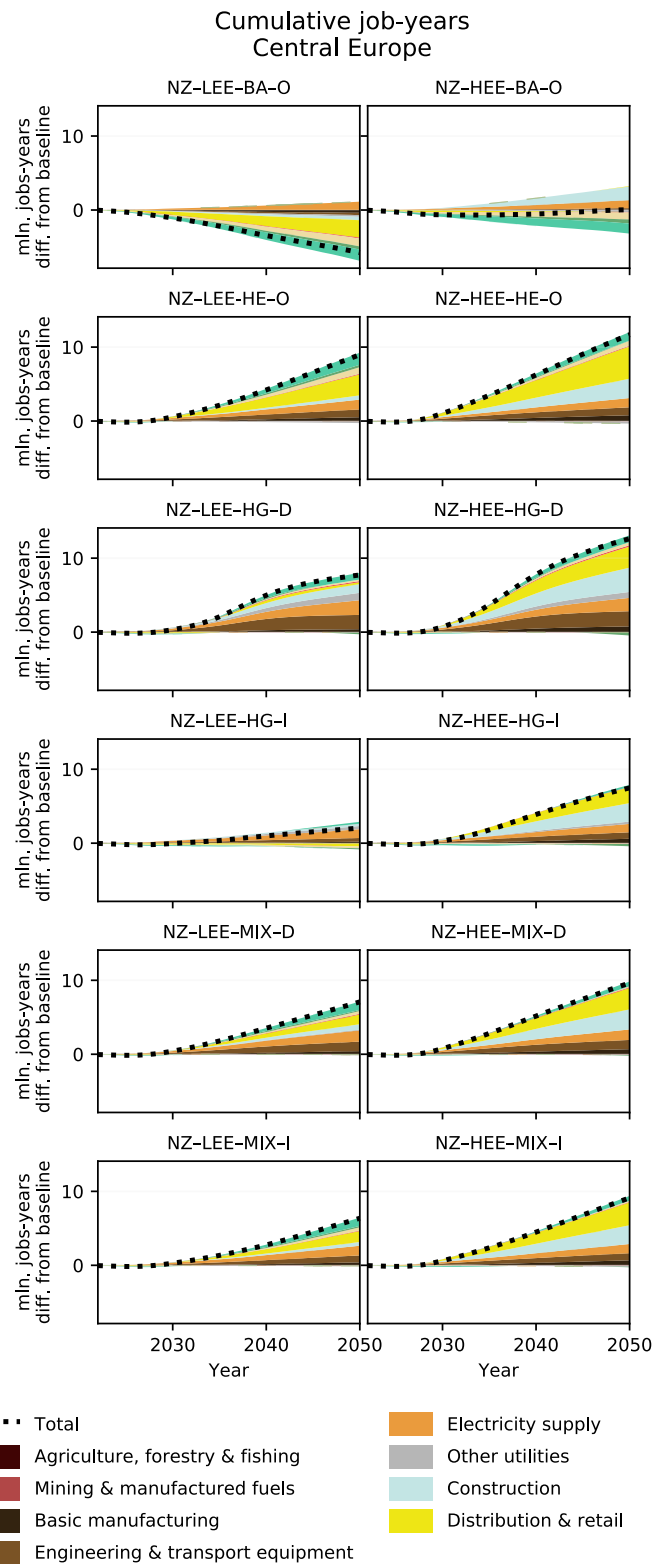 Cumulative job-years
Central Europe
NZ–LEE–BA–O
NZ–HEE–BA–O
mln. jobs-years
diff. from baseline
10
0
NZ–LEE–HE–O
NZ–HEE–HE–O
mln. jobs-years
diff. from baseline
10
0
NZ–LEE–HG–D
NZ–HEE–HG–D
mln. jobs-years
diff. from baseline
10
0
NZ–LEE–HG–I
NZ–HEE–HG–I
mln. jobs-years
diff. from baseline
10
0
NZ–LEE–MIX–D
NZ–HEE–MIX–D
mln. jobs-years
diff. from baseline
10
0
NZ–LEE–MIX–I
NZ–HEE–MIX–I
mln. jobs-years
diff. from baseline
10
0
2030 2040 2050 2030 2040 2050
Year Year
Total
Agriculture, forestry & fishing
Mining & manufactured fuels
Basic manufacturing
Engineering & transport equipment
Electricity supply
Other utilities
Construction
Distribution & retail